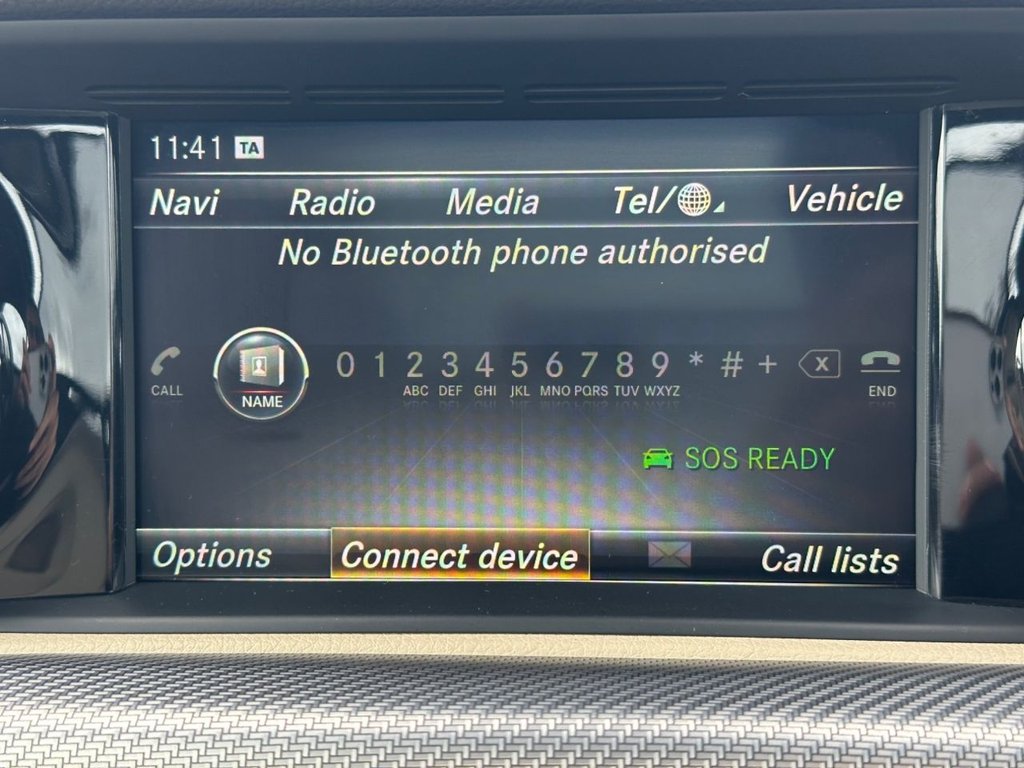 11:41 TA
Navi Radio Media Tel/ Vehicle
No Bluetooth phone authorised
0 1 2 3 4 5 6 7 8 9 * # + x
CALL NAME ABC DEF GHI JKL MNO PQRS TUV WXYZ END
SOS READY
Options Connect device Call lists